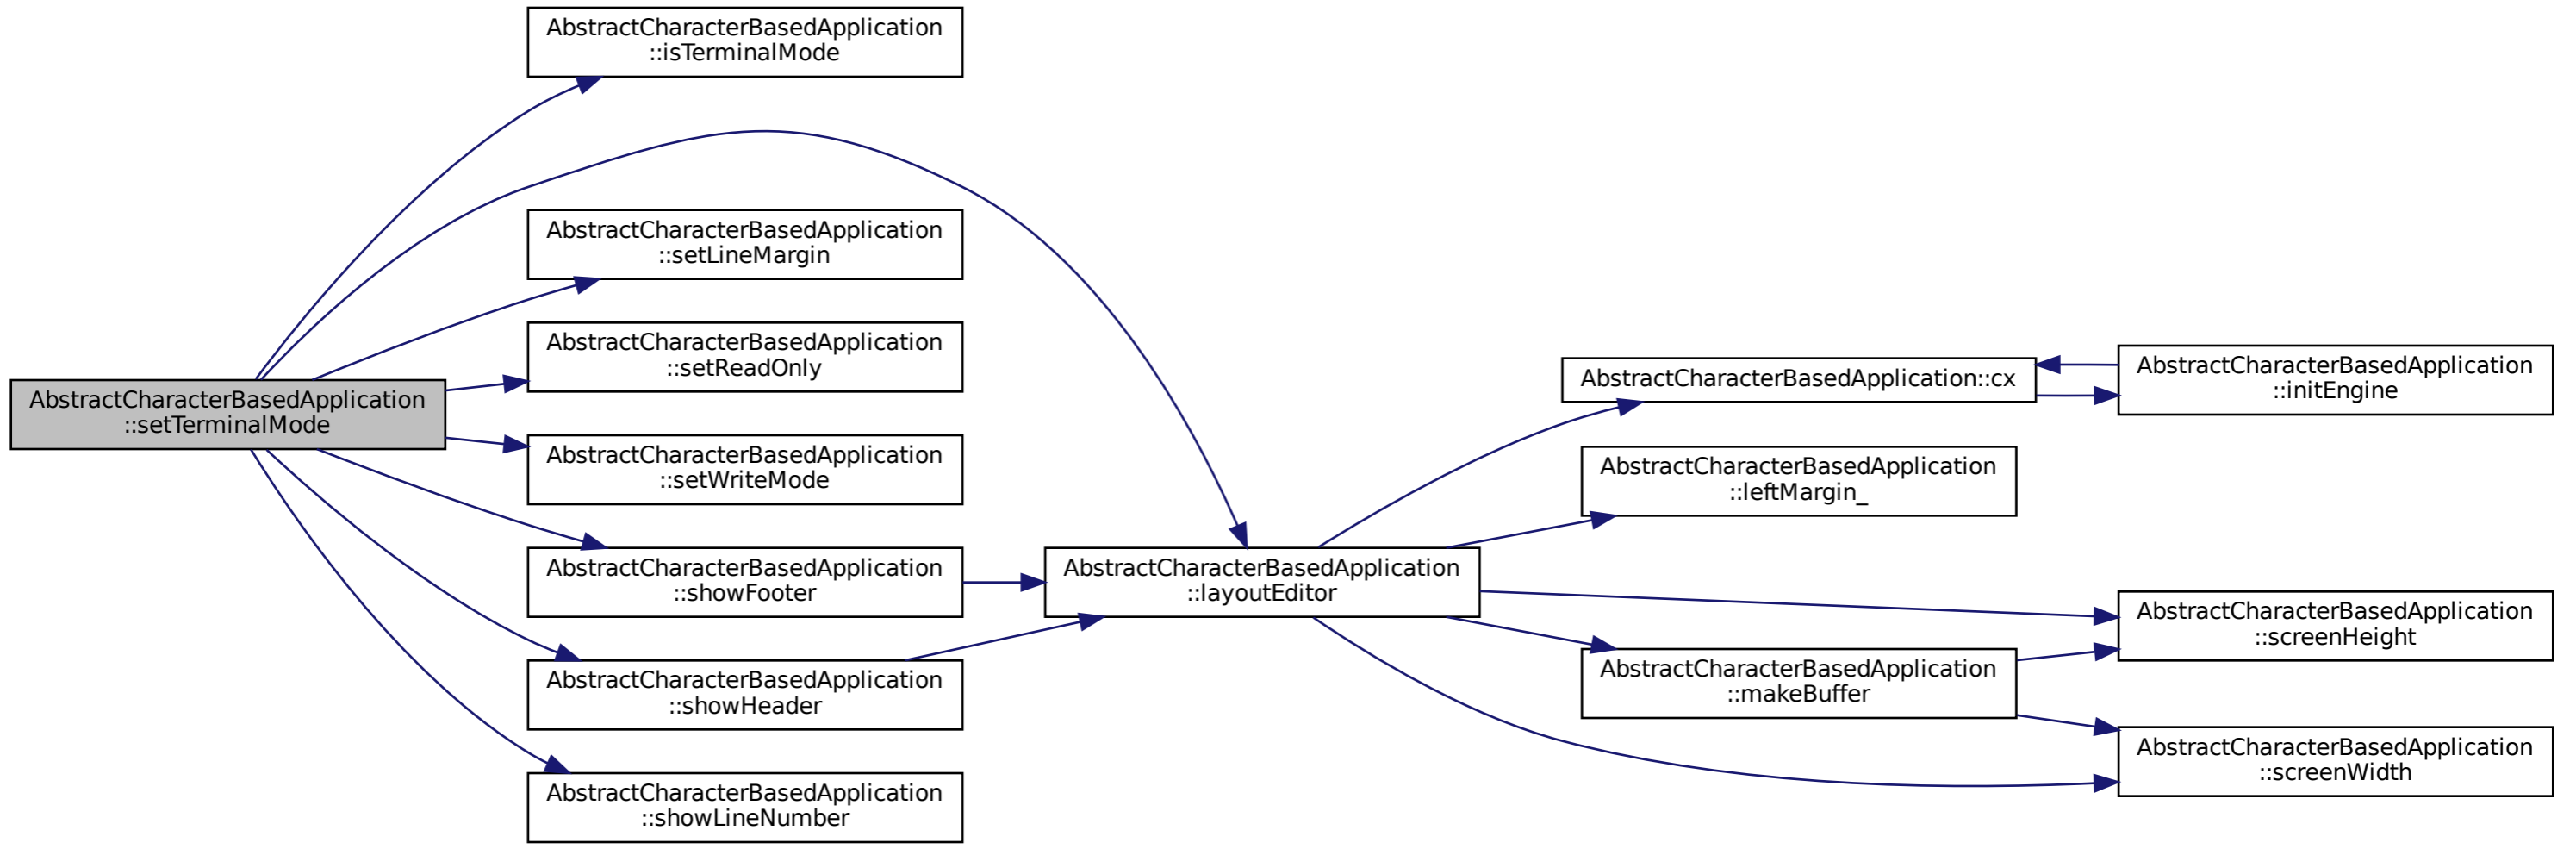 AbstractCharacterBasedApplication
::setTerminalMode
AbstractCharacterBasedApplication
::isTerminalMode
AbstractCharacterBasedApplication
::setLineMargin
AbstractCharacterBasedApplication
::setReadOnly
AbstractCharacterBasedApplication
::setWriteMode
AbstractCharacterBasedApplication
::showFooter
AbstractCharacterBasedApplication
::showHeader
AbstractCharacterBasedApplication
::showLineNumber
AbstractCharacterBasedApplication
::layoutEditor
AbstractCharacterBasedApplication::cx
AbstractCharacterBasedApplication
::leftMargin_
AbstractCharacterBasedApplication
::makeBuffer
AbstractCharacterBasedApplication
::initEngine
AbstractCharacterBasedApplication
::screenHeight
AbstractCharacterBasedApplication
::screenWidth